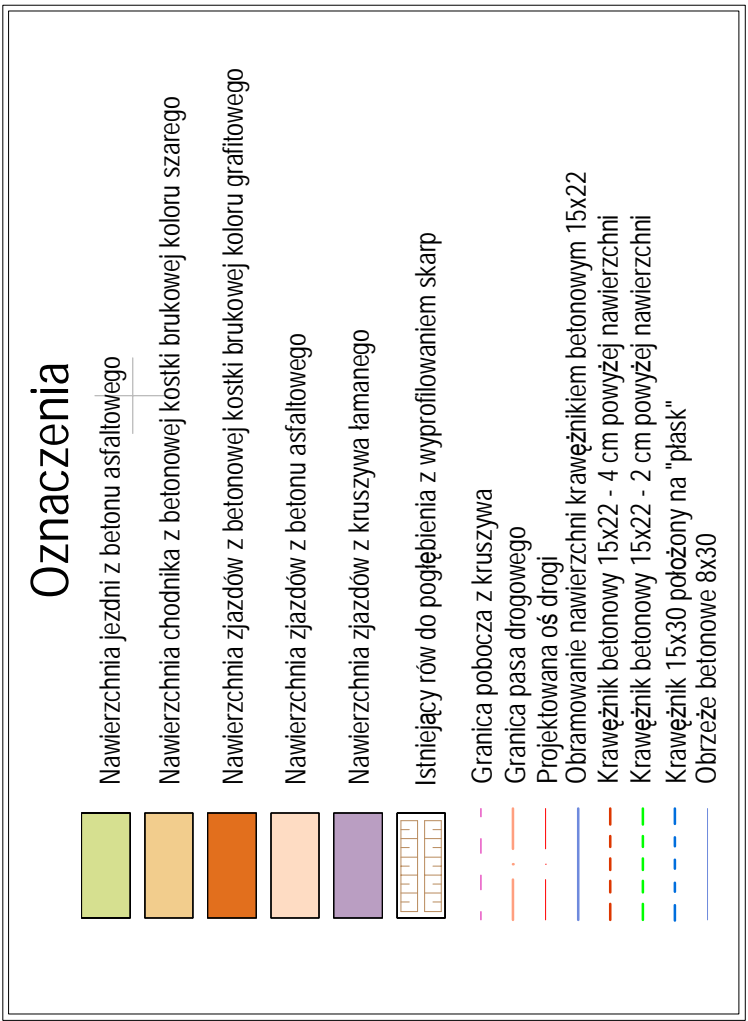 Oznaczenia
Nawierzchnia jezdni z betonu asfaltowego
Nawierzchnia chodnika z betonowej kostki brukowej koloru szarego
Nawierzchnia zjazdów z betonowej kostki brukowej koloru grafitowego
Nawierzchnia zjazdów z betonu asfaltowego
Nawierzchnia zjazdów z kruszywa łamanego
Istniejący rów do pogłębienia z wyprofilowaniem skarp
Granica pobocza z kruszywa
Granica pasa drogowego
Projektowana oś drogi
Obramowanie nawierzchni krawężnikiem betonowym 15x22
Krawężnik betonowy 15x22 - 4 cm powyżej nawierzchni
Krawężnik betonowy 15x22 - 2 cm powyżej nawierzchni
Krawężnik 15x30 położony na "płask"
Obrzeże betonowe 8x30